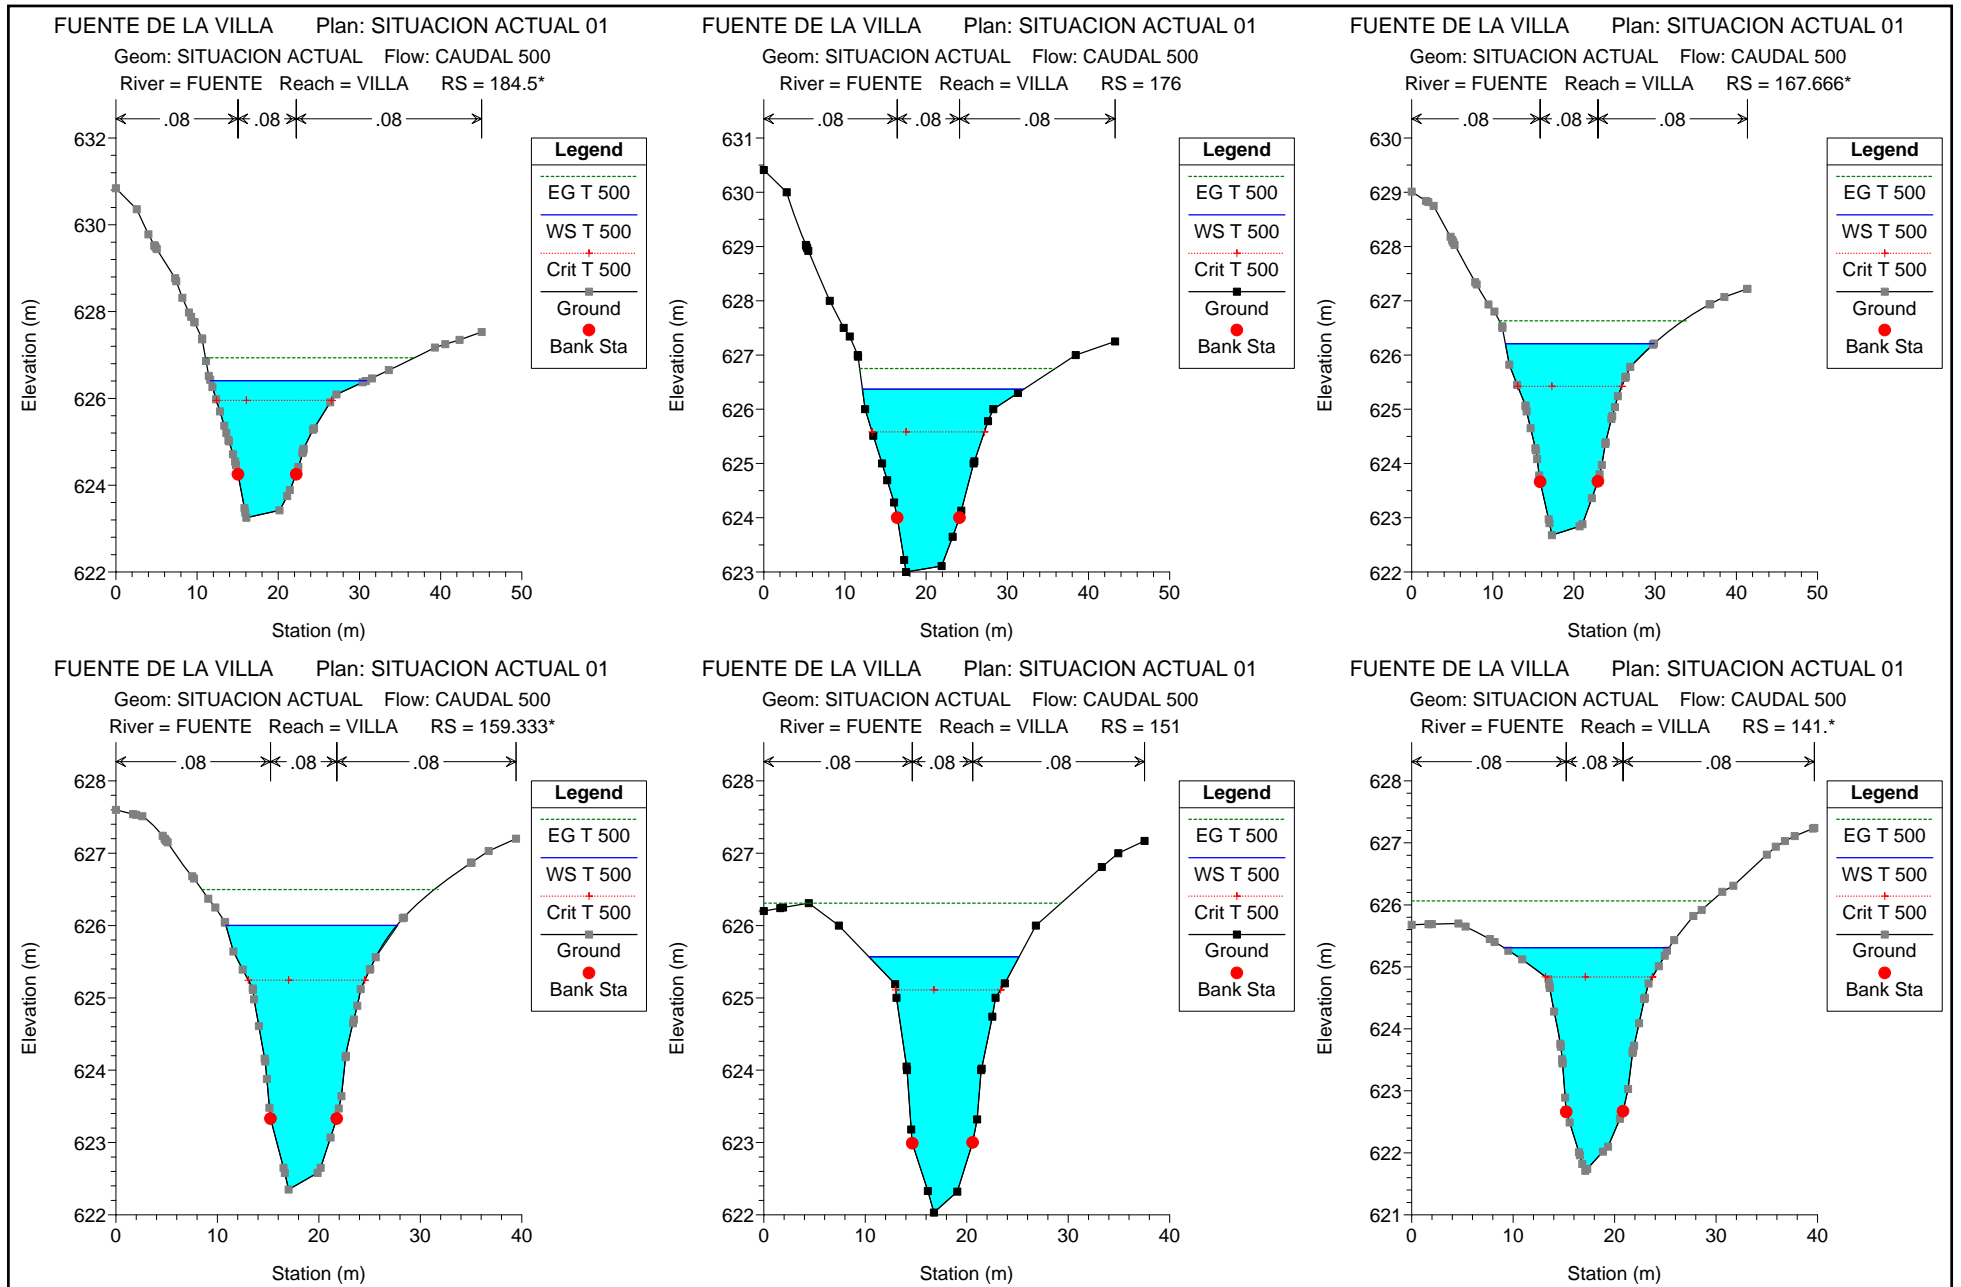 FUENTE DE LA VILLA Plan: SITUACION ACTUAL 01
Geom: SITUACION ACTUAL Flow: CAUDAL 500
River = FUENTE Reach = VILLA RS = 184.5*
.08 .08 .08
632
630
628
626
624
622
0 10 20 30 40 50
Station (m)
Elevation (m)
Legend
EG T 500
WS T 500
Crit T 500
Ground
Bank Sta
FUENTE DE LA VILLA Plan: SITUACION ACTUAL 01
Geom: SITUACION ACTUAL Flow: CAUDAL 500
River = FUENTE Reach = VILLA RS = 176
.08 .08 .08
631
630
629
628
627
626
625
624
623
0 10 20 30 40 50
Station (m)
Elevation (m)
Legend
EG T 500
WS T 500
Crit T 500
Ground
Bank Sta
FUENTE DE LA VILLA Plan: SITUACION ACTUAL 01
Geom: SITUACION ACTUAL Flow: CAUDAL 500
River = FUENTE Reach = VILLA RS = 167.666*
.08 .08 .08
630
629
628
627
626
625
624
623
622
0 10 20 30 40 50
Station (m)
Elevation (m)
Legend
EG T 500
WS T 500
Crit T 500
Ground
Bank Sta
FUENTE DE LA VILLA Plan: SITUACION ACTUAL 01
Geom: SITUACION ACTUAL Flow: CAUDAL 500
River = FUENTE Reach = VILLA RS = 159.333*
.08 .08 .08
628
627
626
625
624
623
622
0 10 20 30 40
Station (m)
Elevation (m)
Legend
EG T 500
WS T 500
Crit T 500
Ground
Bank Sta
FUENTE DE LA VILLA Plan: SITUACION ACTUAL 01
Geom: SITUACION ACTUAL Flow: CAUDAL 500
River = FUENTE Reach = VILLA RS = 151
.08 .08 .08
628
627
626
625
624
623
622
0 10 20 30 40
Station (m)
Elevation (m)
Legend
EG T 500
WS T 500
Crit T 500
Ground
Bank Sta
FUENTE DE LA VILLA Plan: SITUACION ACTUAL 01
Geom: SITUACION ACTUAL Flow: CAUDAL 500
River = FUENTE Reach = VILLA RS = 141.*
.08 .08 .08
628
627
626
625
624
623
622
621
0 10 20 30 40
Station (m)
Elevation (m)
Legend
EG T 500
WS T 500
Crit T 500
Ground
Bank Sta